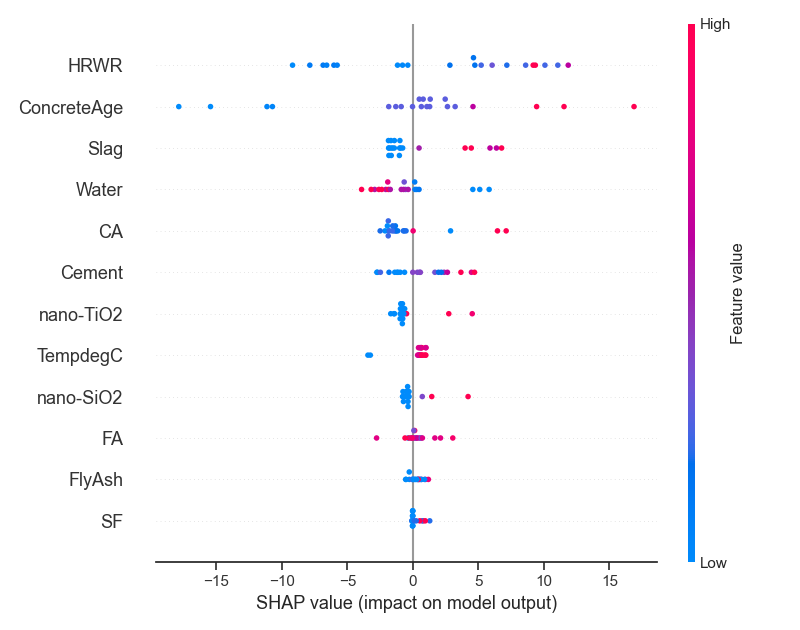 High
HRWR
ConcreteAge
Slag
Water
CA
Cement
nano-TiO2
TempdegC
nano-SiO2
FA
FlyAsh
SF
Feature value
Low
−15 −10 −5 0 5 10 15
SHAP value (impact on model output)